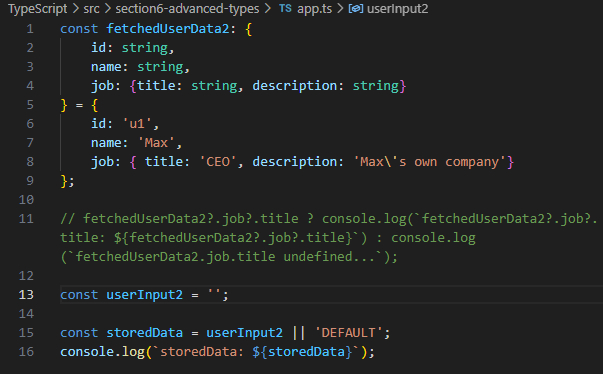 TypeScript > src > section6-advanced-types > TS app.ts > userInput2
1 const fetchedUserData2: {
2 id: string,
3 name: string,
4 job: {title: string, description: string}
5 } = {
6 id: 'u1',
7 name: 'Max',
8 job: { title: 'CEO', description: 'Max\'s own company'}
9 };
10
11 // fetchedUserData2?.job?.title ? console.log(`fetchedUserData2?.job?.
title: ${fetchedUserData2?.job?.title}`) : console.log
(`fetchedUserData2.job.title undefined...`);
12
13 const userInput2 = '';
14
15 const storedData = userInput2 || 'DEFAULT';
16 console.log(`storedData: ${storedData}`);